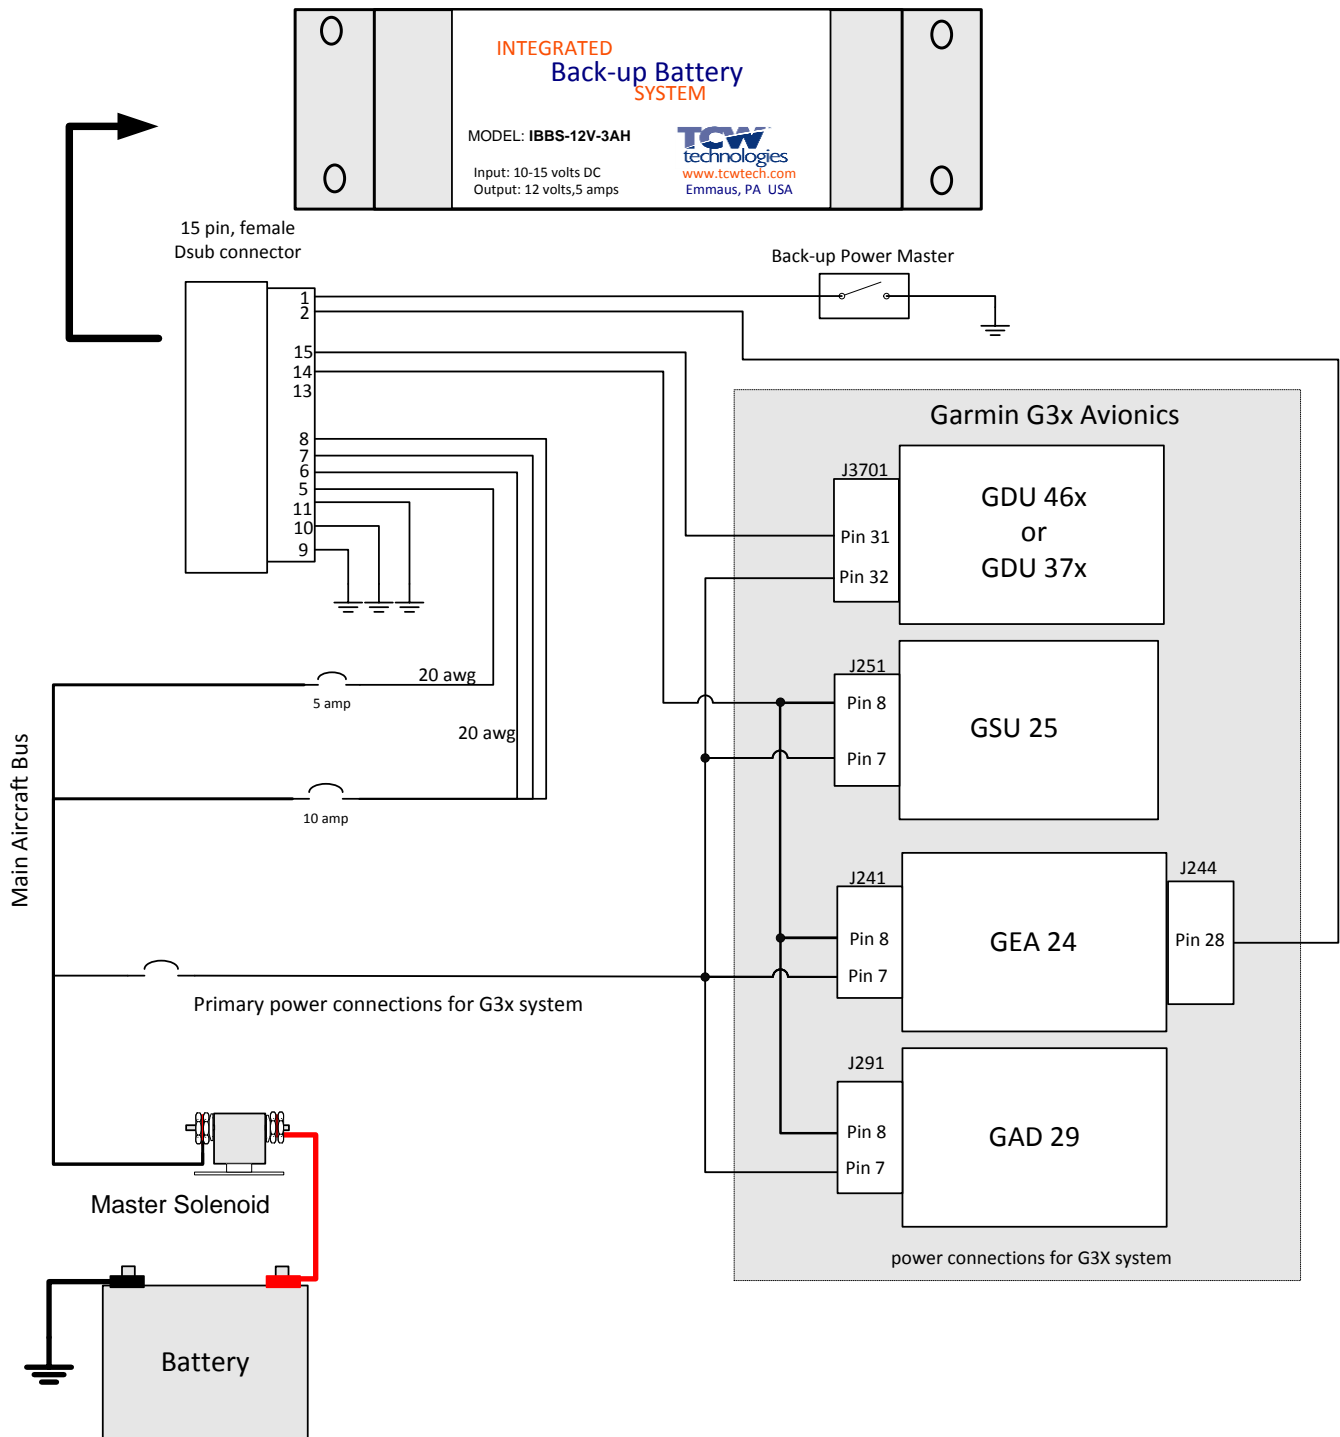 INTEGRATED
Back-up Battery
SYSTEM
MODEL: IBBS-12V-3AH
Input: 10-15 volts DC
Output: 12 volts,5 amps
TCW
technologies
www.tcwtech.com
Emmaus, PA USA
15 pin, female
Dsub connector
1
2
15
14
13
8
7
6
5
11
10
9
Back-up Power Master
Garmin G3x Avionics
J3701
Pin 31
Pin 32
GDU 46x
or
GDU 37x
J251
Pin 8
Pin 7
GSU 25
J241
Pin 8
Pin 7
GEA 24
J244
Pin 28
J291
Pin 8
Pin 7
GAD 29
power connections for G3X system
20 awg
5 amp
20 awg
10 amp
Main Aircraft Bus
Primary power connections for G3x system
Master Solenoid
Battery